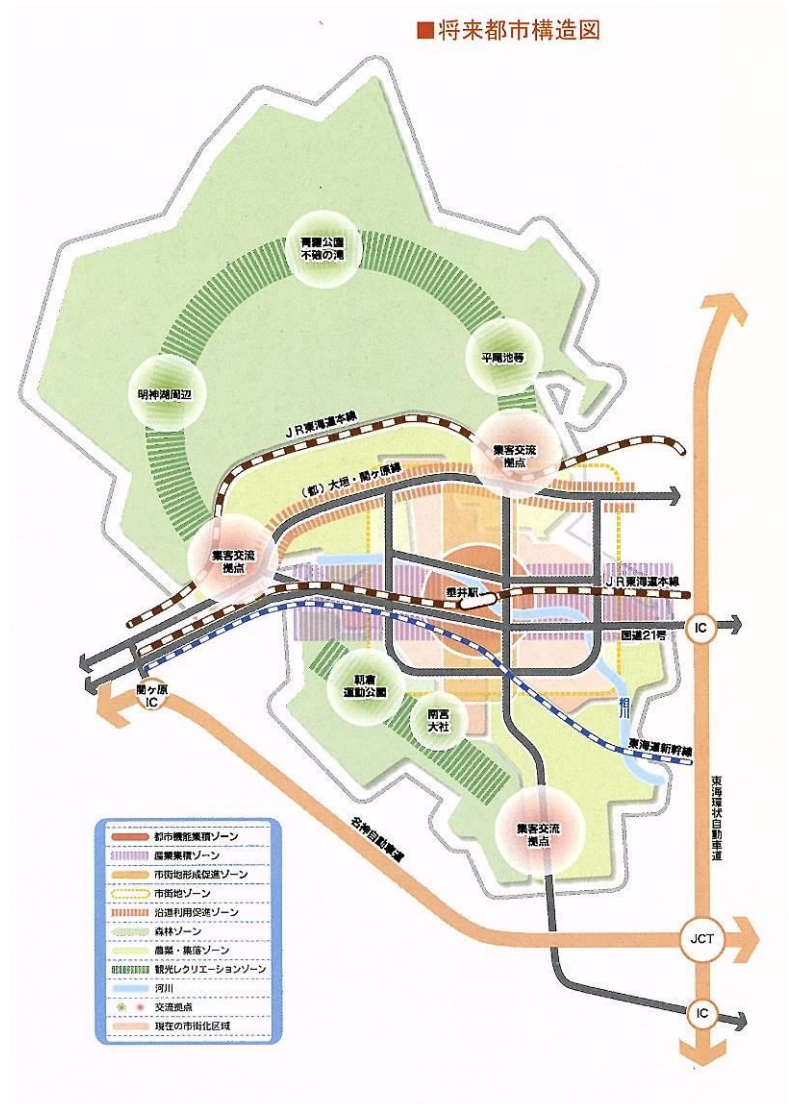 ■将来都市構造図
青羅公園
不破の滝
平尾池等
明神湖周辺
JR東海道本線
集客交流
拠点
(都)大垣・関ヶ原線
集客交流
拠点
垂井駅
JR東海道本線
IC
国道21号
朝倉
運動公園
南宮
大社
相川
関ヶ原
IC
東海道新幹線
東海環状自動車道
名神自動車道
集客交流
拠点
都市機能集積ゾーン
産業集積ゾーン
市街地形成促進ゾーン
市街地ゾーン
沿道利用促進ゾーン
森林ゾーン
農業・集落ゾーン
観光レクリエーションゾーン
河川
交流拠点
現在の市街化区域
JCT
IC